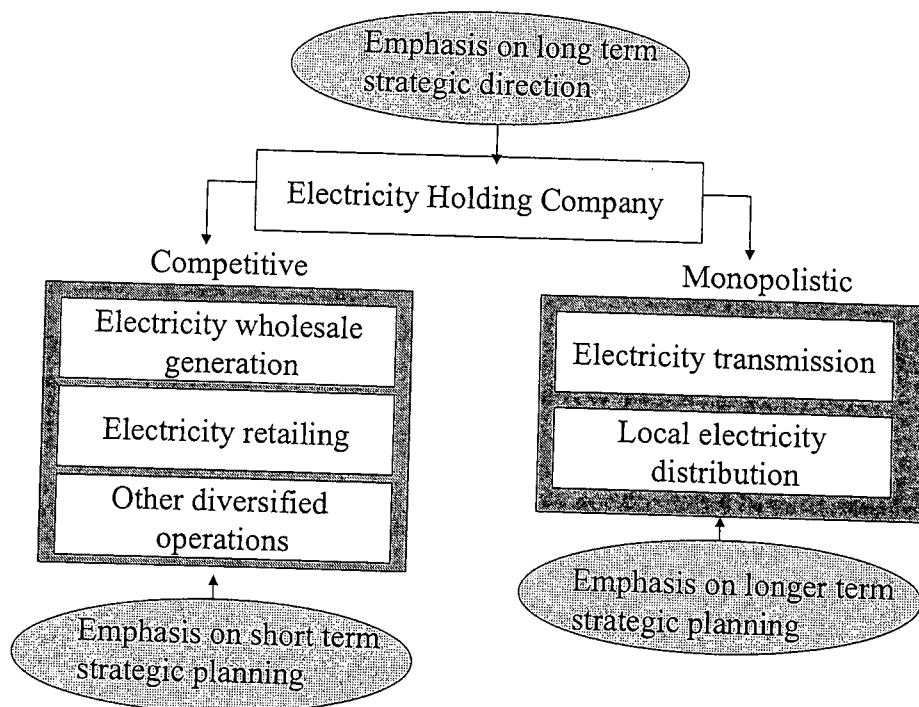 Emphasis on long term
strategic direction
Electricity Holding Company
Competitive
Monopolistic
Electricity wholesale
generation
Electricity retailing
Other diversified
operations
Electricity transmission
Local electricity
distribution
Emphasis on short term
strategic planning
Emphasis on longer term
strategic planning